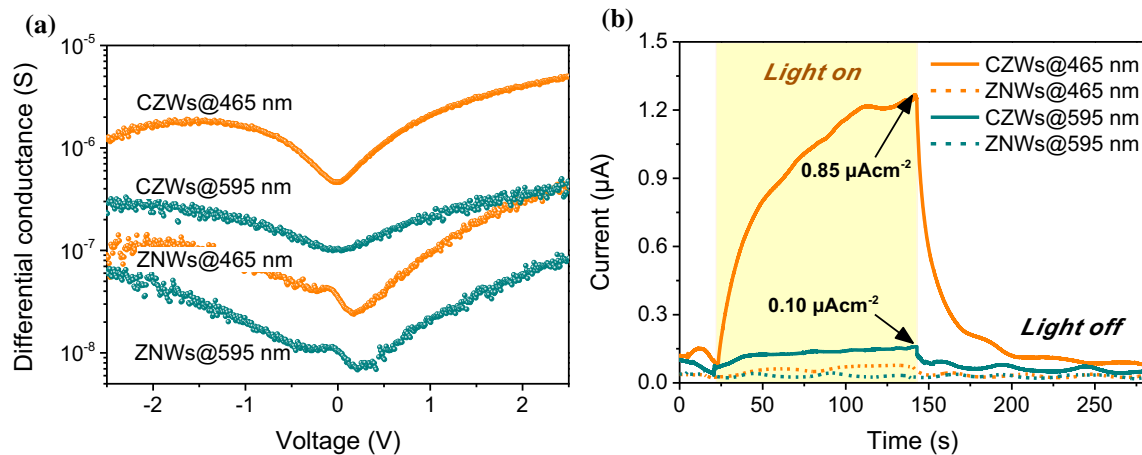 (a)
Differential conductance (S)
10⁻⁵
10⁻⁶
10⁻⁷
10⁻⁸
CZWs@465 nm
CZWs@595 nm
ZNWs@465 nm
ZNWs@595 nm
-2
-1
0
1
2
Voltage (V)
(b)
Current (µA)
1.5
1.2
0.9
0.6
0.3
0.0
Light on
CZWs@465 nm
ZNWs@465 nm
CZWs@595 nm
ZNWs@595 nm
0.85 µAcm⁻²
0.10 µAcm⁻²
Light off
0
50
100
150
200
250
Time (s)